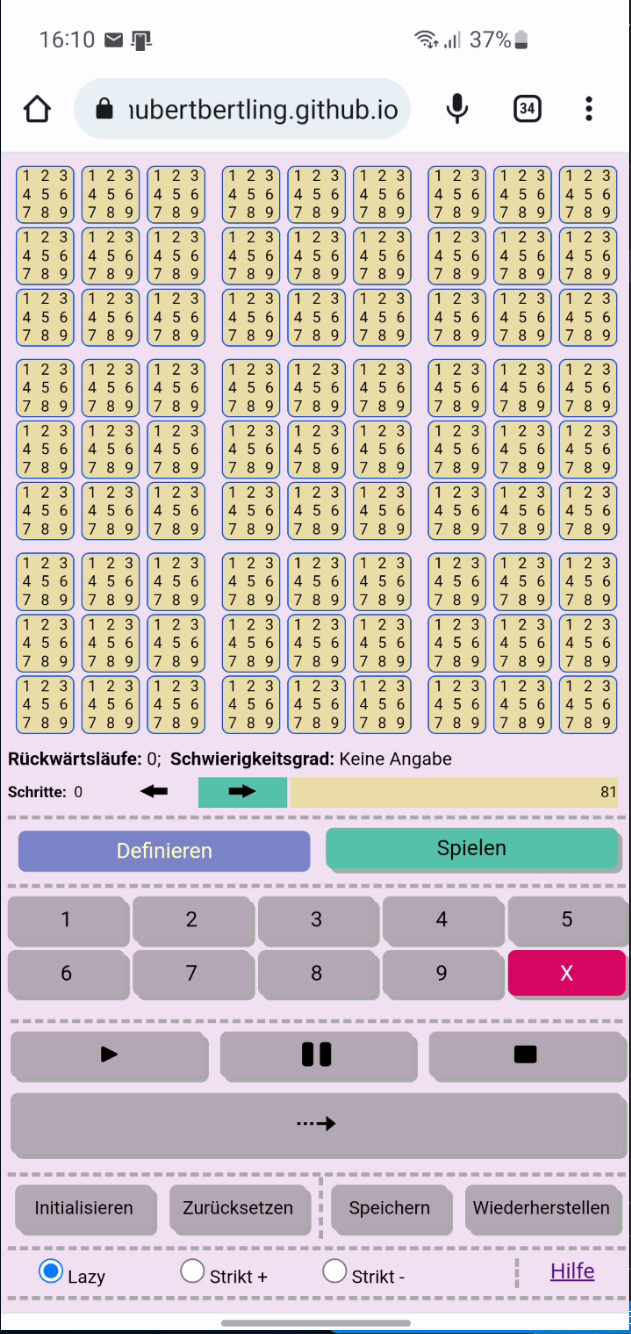 16:10 37%
ubertbertling.github.io 34
1 2 3 1 2 3 1 2 3 1 2 3 1 2 3 1 2 3 1 2 3 1 2 3 1 2 3
4 5 6 4 5 6 4 5 6 4 5 6 4 5 6 4 5 6 4 5 6 4 5 6 4 5 6
7 8 9 7 8 9 7 8 9 7 8 9 7 8 9 7 8 9 7 8 9 7 8 9 7 8 9
1 2 3 1 2 3 1 2 3 1 2 3 1 2 3 1 2 3 1 2 3 1 2 3 1 2 3
4 5 6 4 5 6 4 5 6 4 5 6 4 5 6 4 5 6 4 5 6 4 5 6 4 5 6
7 8 9 7 8 9 7 8 9 7 8 9 7 8 9 7 8 9 7 8 9 7 8 9 7 8 9
1 2 3 1 2 3 1 2 3 1 2 3 1 2 3 1 2 3 1 2 3 1 2 3 1 2 3
4 5 6 4 5 6 4 5 6 4 5 6 4 5 6 4 5 6 4 5 6 4 5 6 4 5 6
7 8 9 7 8 9 7 8 9 7 8 9 7 8 9 7 8 9 7 8 9 7 8 9 7 8 9
1 2 3 1 2 3 1 2 3 1 2 3 1 2 3 1 2 3 1 2 3 1 2 3 1 2 3
4 5 6 4 5 6 4 5 6 4 5 6 4 5 6 4 5 6 4 5 6 4 5 6 4 5 6
7 8 9 7 8 9 7 8 9 7 8 9 7 8 9 7 8 9 7 8 9 7 8 9 7 8 9
1 2 3 1 2 3 1 2 3 1 2 3 1 2 3 1 2 3 1 2 3 1 2 3 1 2 3
4 5 6 4 5 6 4 5 6 4 5 6 4 5 6 4 5 6 4 5 6 4 5 6 4 5 6
7 8 9 7 8 9 7 8 9 7 8 9 7 8 9 7 8 9 7 8 9 7 8 9 7 8 9
1 2 3 1 2 3 1 2 3 1 2 3 1 2 3 1 2 3 1 2 3 1 2 3 1 2 3
4 5 6 4 5 6 4 5 6 4 5 6 4 5 6 4 5 6 4 5 6 4 5 6 4 5 6
7 8 9 7 8 9 7 8 9 7 8 9 7 8 9 7 8 9 7 8 9 7 8 9 7 8 9
1 2 3 1 2 3 1 2 3 1 2 3 1 2 3 1 2 3 1 2 3 1 2 3 1 2 3
4 5 6 4 5 6 4 5 6 4 5 6 4 5 6 4 5 6 4 5 6 4 5 6 4 5 6
7 8 9 7 8 9 7 8 9 7 8 9 7 8 9 7 8 9 7 8 9 7 8 9 7 8 9
1 2 3 1 2 3 1 2 3 1 2 3 1 2 3 1 2 3 1 2 3 1 2 3 1 2 3
4 5 6 4 5 6 4 5 6 4 5 6 4 5 6 4 5 6 4 5 6 4 5 6 4 5 6
7 8 9 7 8 9 7 8 9 7 8 9 7 8 9 7 8 9 7 8 9 7 8 9 7 8 9
1 2 3 1 2 3 1 2 3 1 2 3 1 2 3 1 2 3 1 2 3 1 2 3 1 2 3
4 5 6 4 5 6 4 5 6 4 5 6 4 5 6 4 5 6 4 5 6 4 5 6 4 5 6
7 8 9 7 8 9 7 8 9 7 8 9 7 8 9 7 8 9 7 8 9 7 8 9 7 8 9
Rückwärtsläufe: 0; Schwierigkeitsgrad: Keine Angabe
Schritte: 0 81
Definieren Spielen
1 2 3 4 5
6 7 8 9 X
Initialisieren Zurücksetzen Speichern Wiederherstellen
Lazy Strikt + Strikt - Hilfe